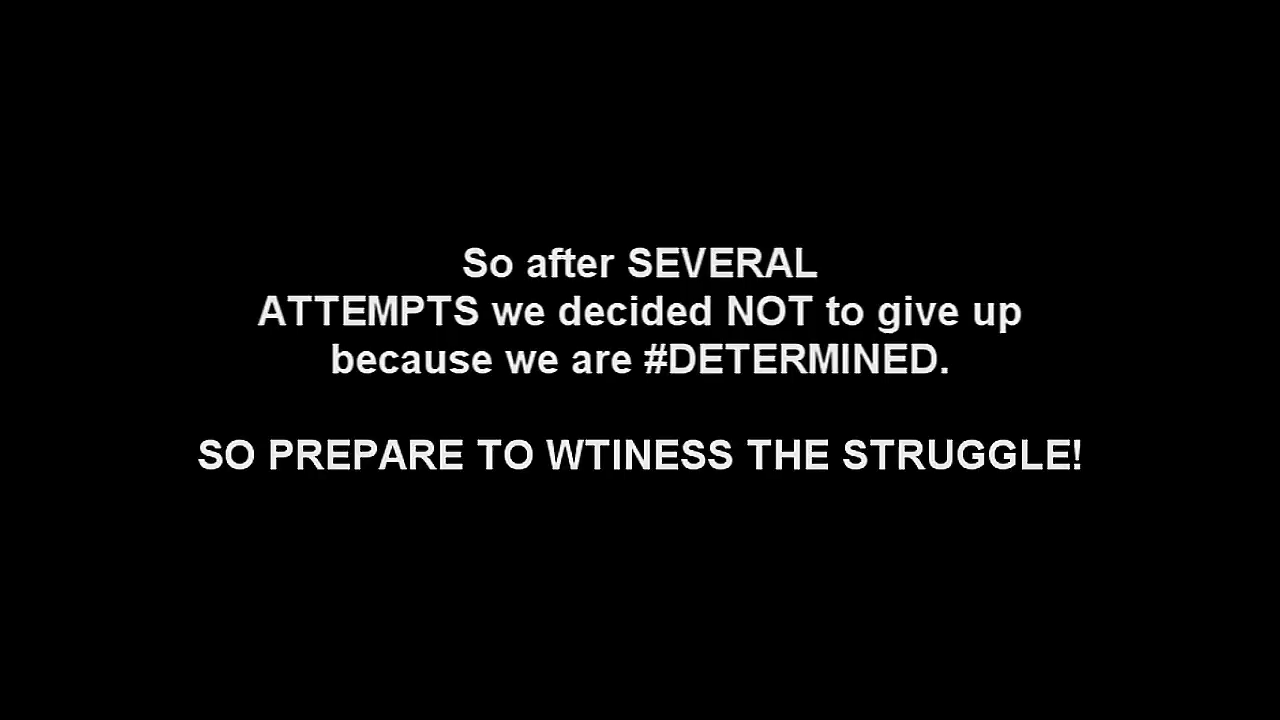 So after SEVERAL
ATTEMPTS we decided NOT to give up
because we are #DETERMINED.
SO PREPARE TO WTINESS THE STRUGGLE!